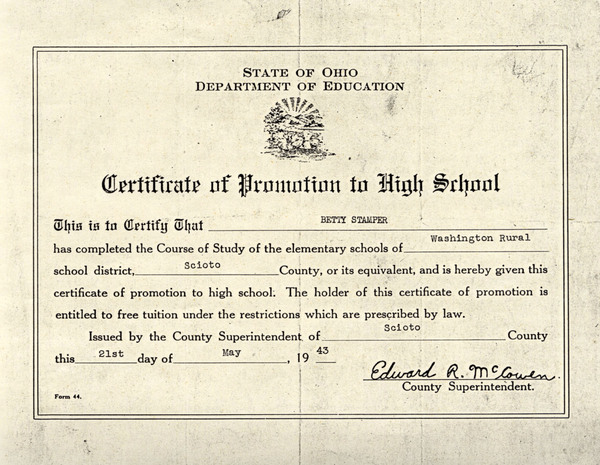 STATE OF OHIO
DEPARTMENT OF EDUCATION
Certificate of Promotion to High School
This is to Certify That BETTY STAMPER
has completed the Course of Study of the elementary schools of Washington Rural
school district, Scioto County, or its equivalent, and is hereby given this
certificate of promotion to high school. The holder of this certificate of promotion is
entitled to free tuition under the restrictions which are prescribed by law.
Issued by the County Superintendent of Scioto County
this 21st day of May, 19 43
Edward R. McCowen.
County Superintendent.
Form 44.